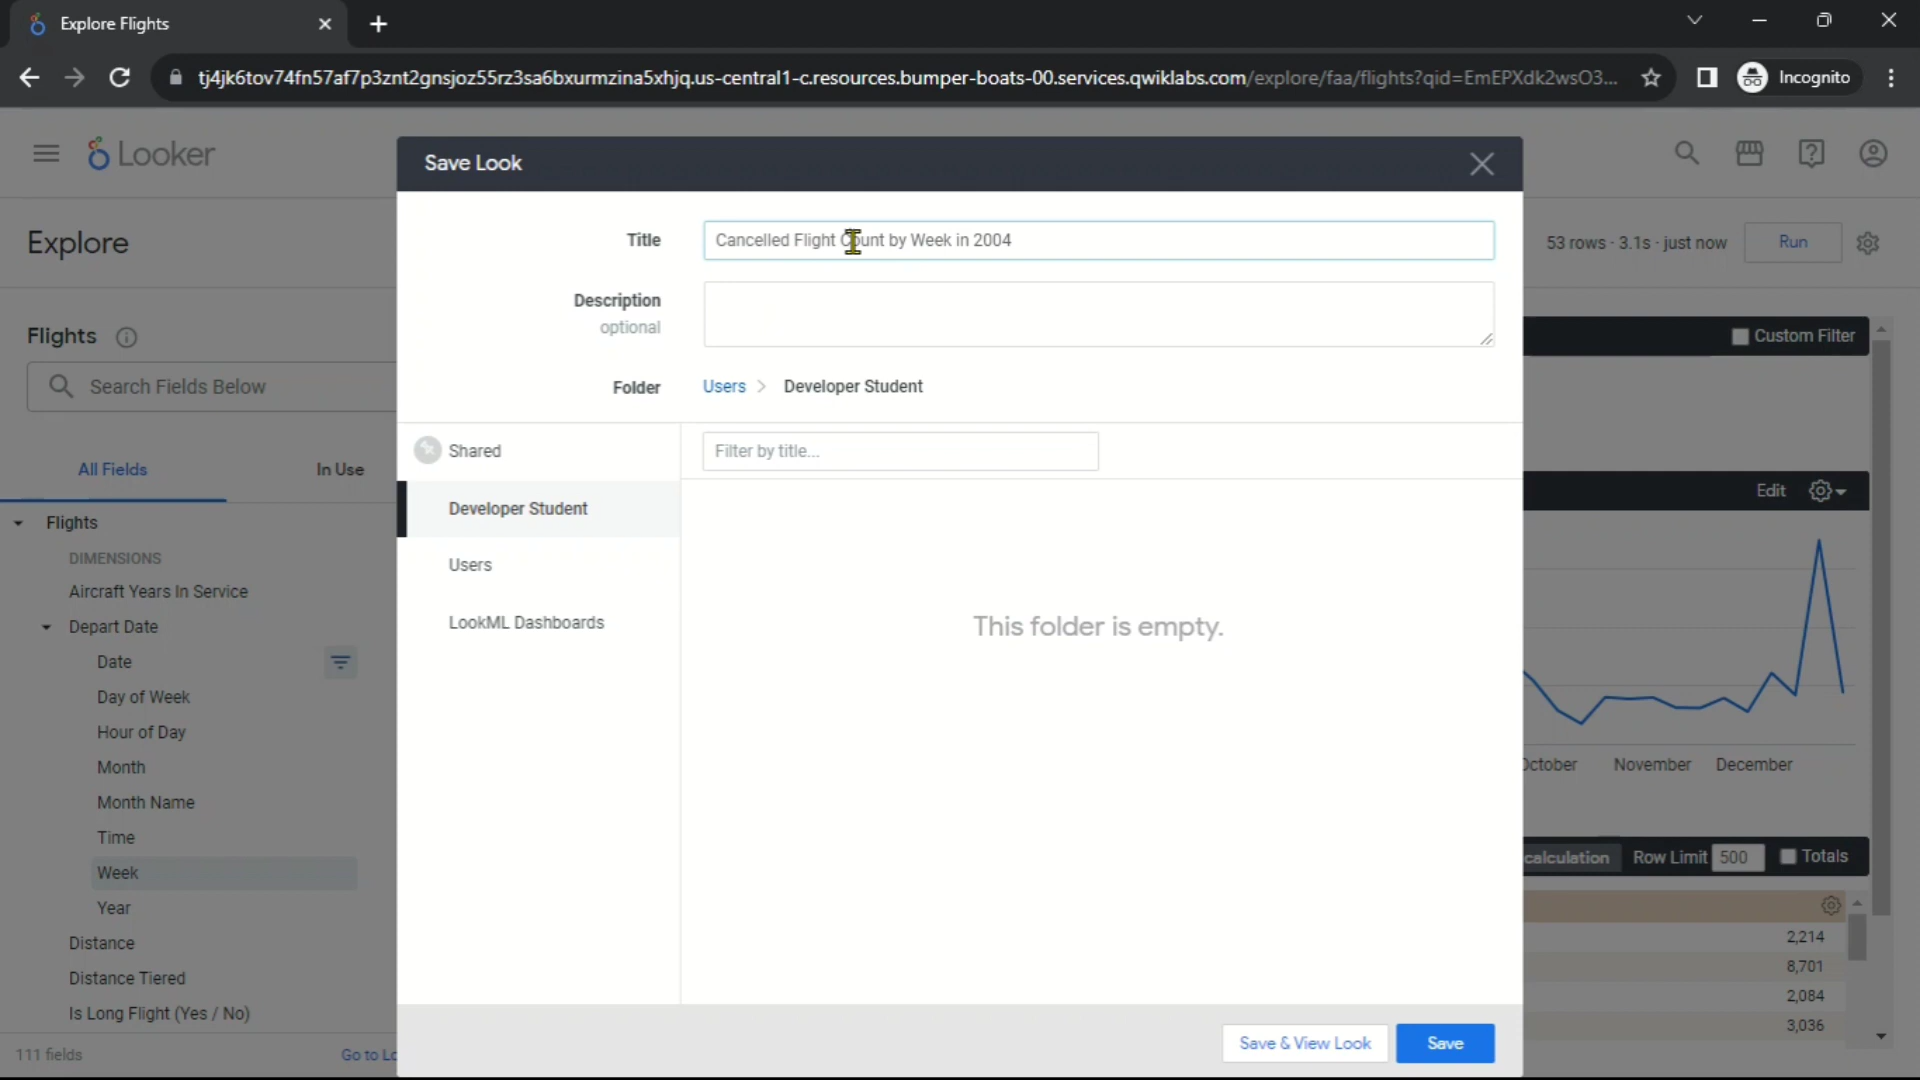 Explore Flights
tj4jk6tov74fn57af7p3znt2gnsjoz55rz3sa6bxurmzina5xhjq.us-central1-c.resources.bumper-boats-00.services.qwiklabs.com/explore/faa/flights?qid=EmEPXdk2wsO3...
Incognito
Looker
Save Look
Explore
Title
Cancelled Flight Count by Week in 2004
53 rows · 3.1s · just now
Run
Description
optional
Flights
Custom Filter
Search Fields Below
Folder
Users > Developer Student
Shared
Filter by title...
All Fields
In Use
Edit
Developer Student
Flights
DIMENSIONS
Users
Aircraft Years In Service
LookML Dashboards
Depart Date
This folder is empty.
Date
Day of Week
Hour of Day
Month
October November December
Month Name
Time
calculation
Row Limit 500
Totals
Week
Year
Distance
2,214
Distance Tiered
8,701
2,084
Is Long Flight (Yes / No)
3,036
111 fields
Go to Lo
Save & View Look
Save